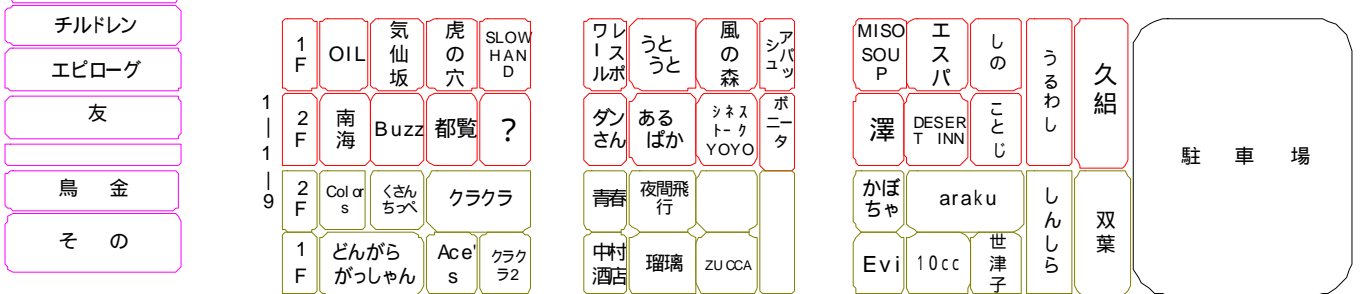 チルドレン
エピローグ
友
鳥 金
そ の
1|1|9
1F
OIL
気仙坂
虎の穴
SLOW
HAN
D
2F
南海
Buzz
都覧
?
2F
Color
s
くさん
ちっぺ
クラクラ
1F
どんがら
がっしゃん
Ace'
s
クラク
ラ2
レスポ
ワールド
うと
うと
風の森
アパッ
シュ
ダン
さん
ある
ぱか
シネス
トーク
YOYO
ボニータ
青春
夜間飛
行
中村
酒店
瑠璃
ZUCCA
MISO
SOU
P
エスパ
しの
うるわし
久絽
澤
DESER
T INN
ことじ
かぼ
ちゃ
araku
しんしら
双葉
Evi
10cc
世津子
駐 車 場